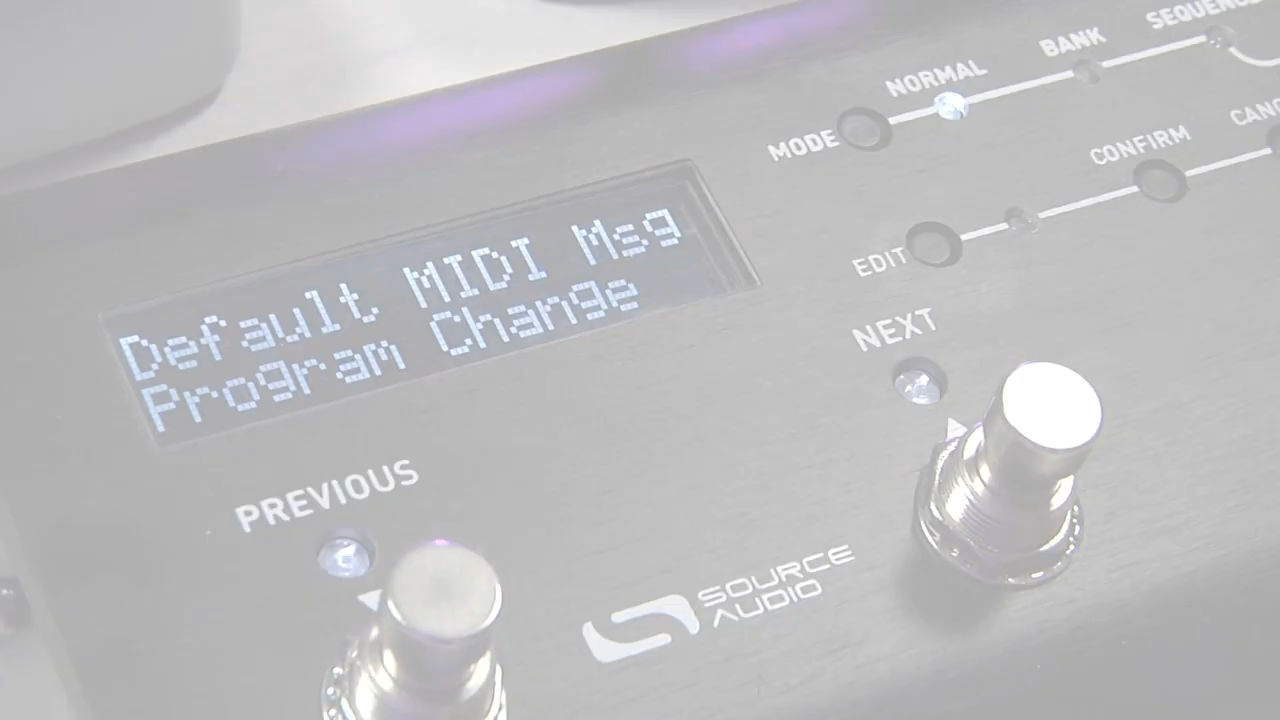 SEQUENCE
BANK
NORMAL
MODE
CONFIRM
EDIT
Default MIDI Msg
Program Change
NEXT
PREVIOUS
SOURCE
AUDIO